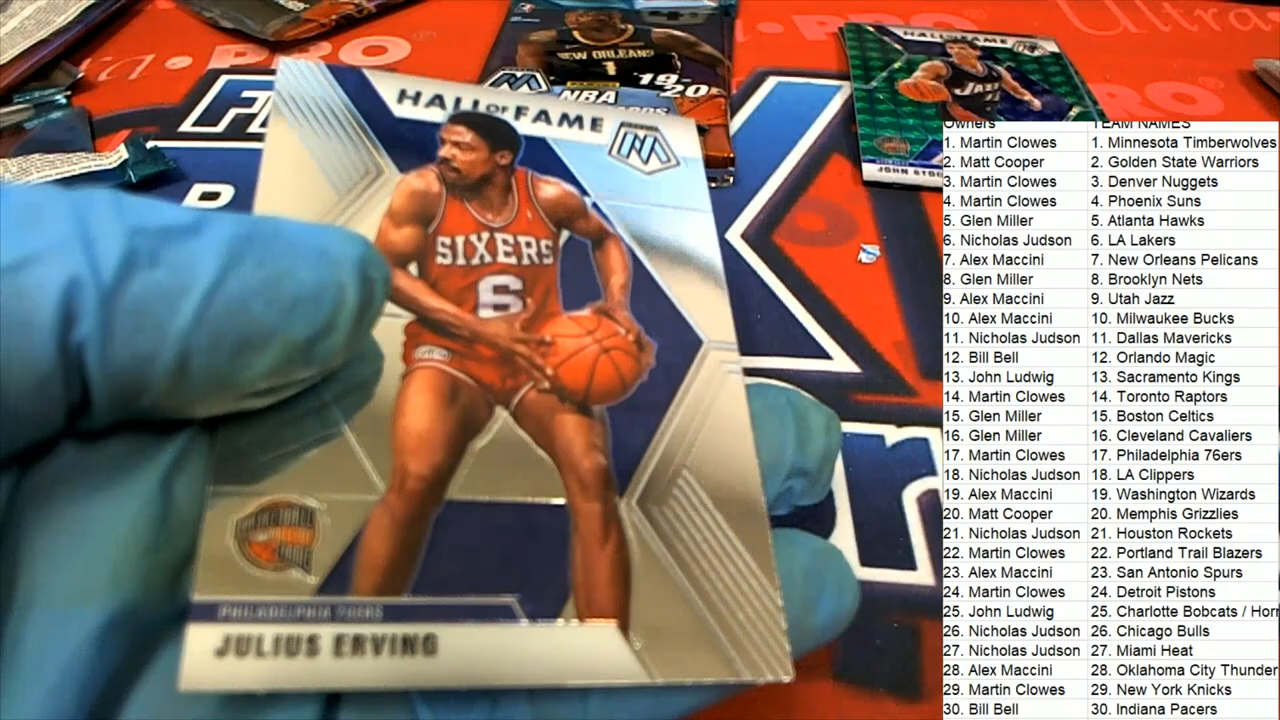 HALL OF FAME
SIXERS
6
PHILADELPHIA 76ERS
JULIUS ERVING
NEW ORLEANS
1
19-20
NBA
HALL OF FAME
JAZZ
PRO
Ultra
PRO
Owners TEAM NAMES
1. Martin Clowes 1. Minnesota Timberwolves
2. Matt Cooper 2. Golden State Warriors
3. Martin Clowes 3. Denver Nuggets
4. Martin Clowes 4. Phoenix Suns
5. Glen Miller 5. Atlanta Hawks
6. Nicholas Judson 6. LA Lakers
7. Alex Maccini 7. New Orleans Pelicans
8. Glen Miller 8. Brooklyn Nets
9. Alex Maccini 9. Utah Jazz
10. Alex Maccini 10. Milwaukee Bucks
11. Nicholas Judson 11. Dallas Mavericks
12. Bill Bell 12. Orlando Magic
13. John Ludwig 13. Sacramento Kings
14. Martin Clowes 14. Toronto Raptors
15. Glen Miller 15. Boston Celtics
16. Glen Miller 16. Cleveland Cavaliers
17. Martin Clowes 17. Philadelphia 76ers
18. Nicholas Judson 18. LA Clippers
19. Alex Maccini 19. Washington Wizards
20. Matt Cooper 20. Memphis Grizzlies
21. Nicholas Judson 21. Houston Rockets
22. Martin Clowes 22. Portland Trail Blazers
23. Alex Maccini 23. San Antonio Spurs
24. Martin Clowes 24. Detroit Pistons
25. John Ludwig 25. Charlotte Bobcats / Horn
26. Nicholas Judson 26. Chicago Bulls
27. Nicholas Judson 27. Miami Heat
28. Alex Maccini 28. Oklahoma City Thunder
29. Martin Clowes 29. New York Knicks
30. Bill Bell 30. Indiana Pacers